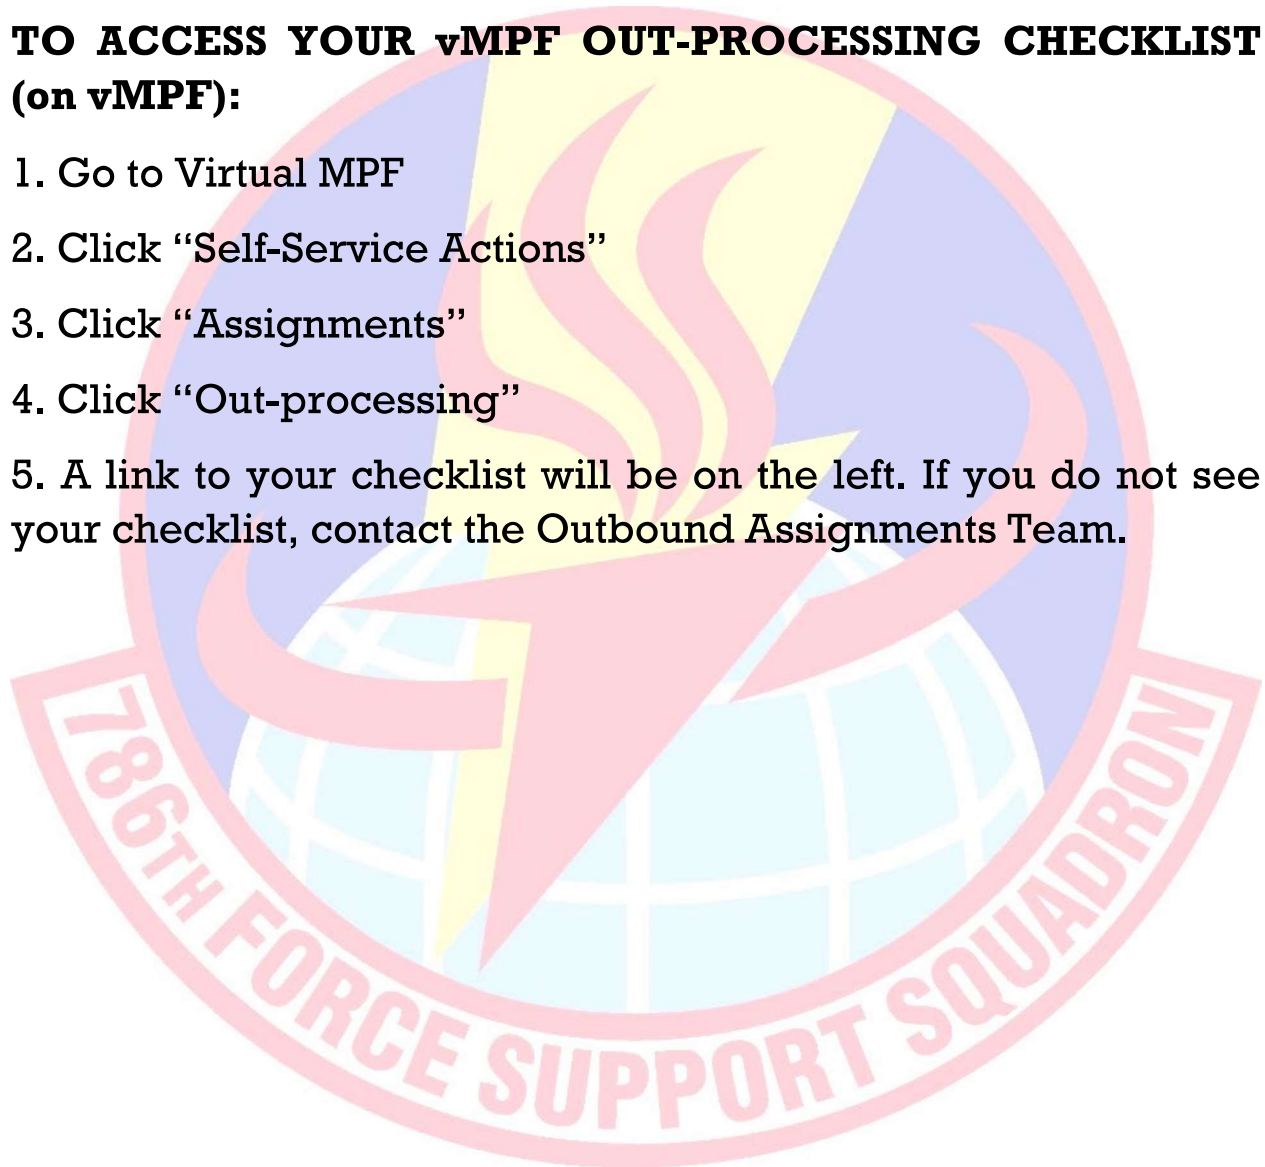 TO ACCESS YOUR vMPF OUT-PROCESSING CHECKLIST
(on vMPF):
1. Go to Virtual MPF
2. Click “Self-Service Actions”
3. Click “Assignments”
4. Click “Out-processing”
5. A link to your checklist will be on the left. If you do not see
your checklist, contact the Outbound Assignments Team.
786TH FORCE SUPPORT SQUADRON